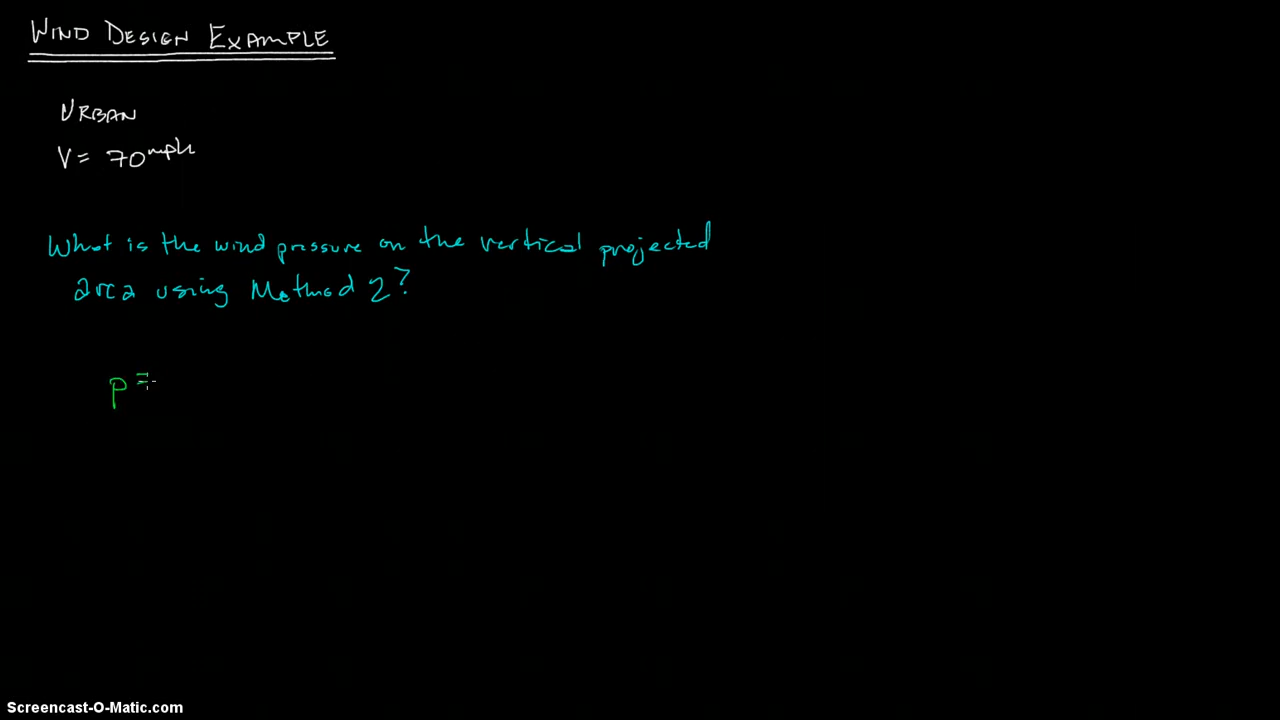 WIND DESIGN EXAMPLE
URBAN
V = 70 mph
What is the wind pressure on the vertical projected
area using Method 2?
p =
Screencast-O-Matic.com